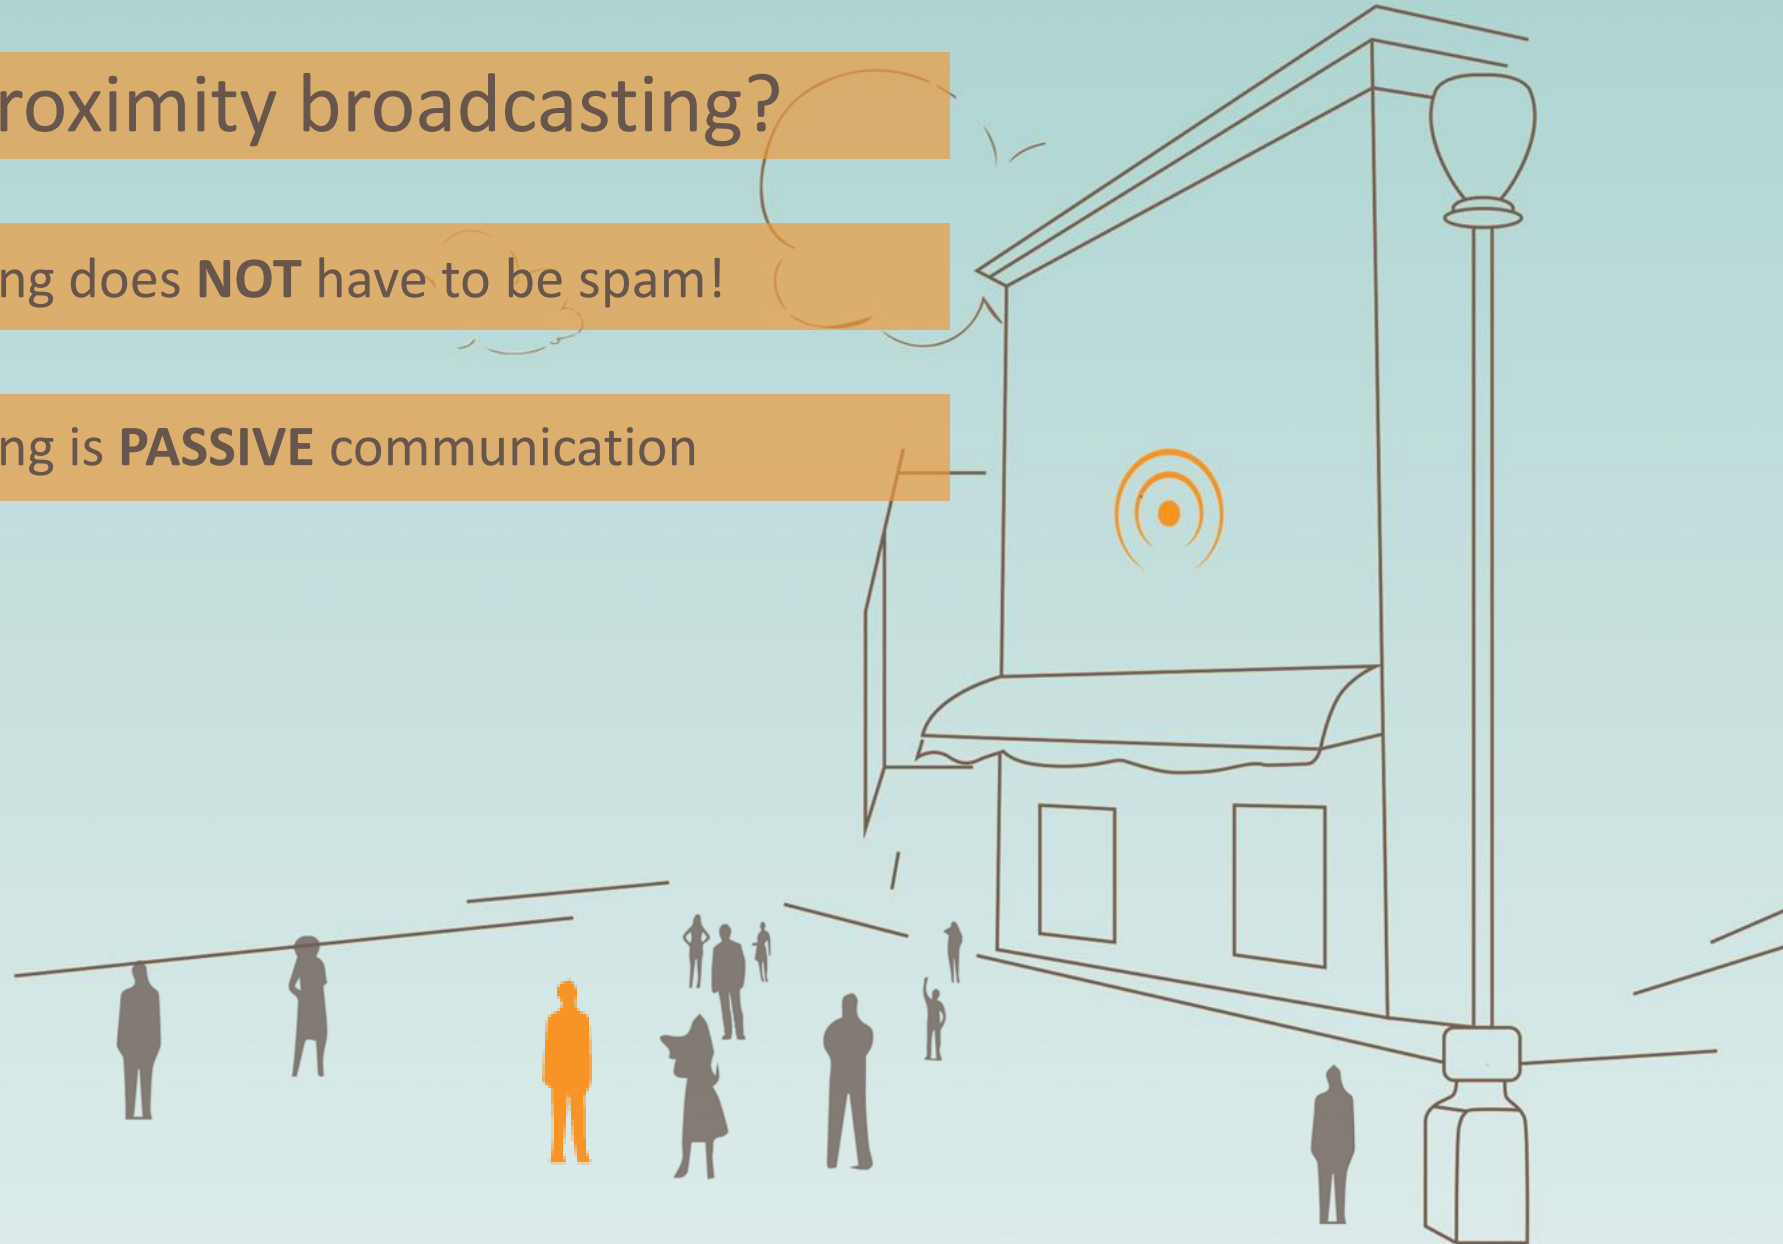 roximity broadcasting?
ng does NOT have to be spam!
ng is PASSIVE communication